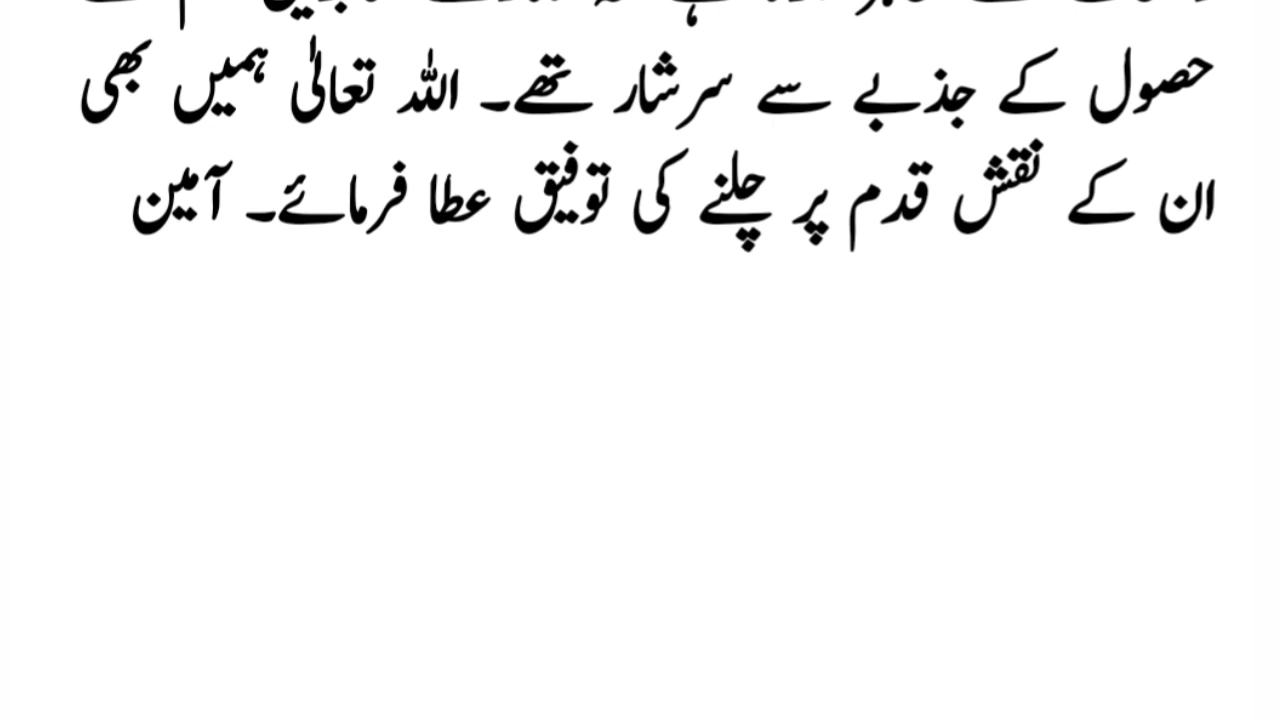 حصول کے جذبے سے سرشار تھے۔ اللہ تعالیٰ ہمیں بھی
ان کے نقش قدم پر چلنے کی توفیق عطا فرمائے۔ آمین